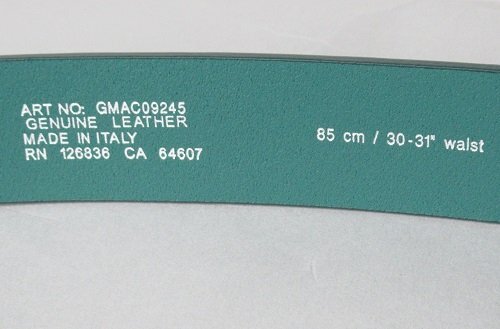 ART NO: GMAC09245
GENUINE LEATHER
MADE IN ITALY
RN 126836 CA 64607
85 cm / 30-31" waist